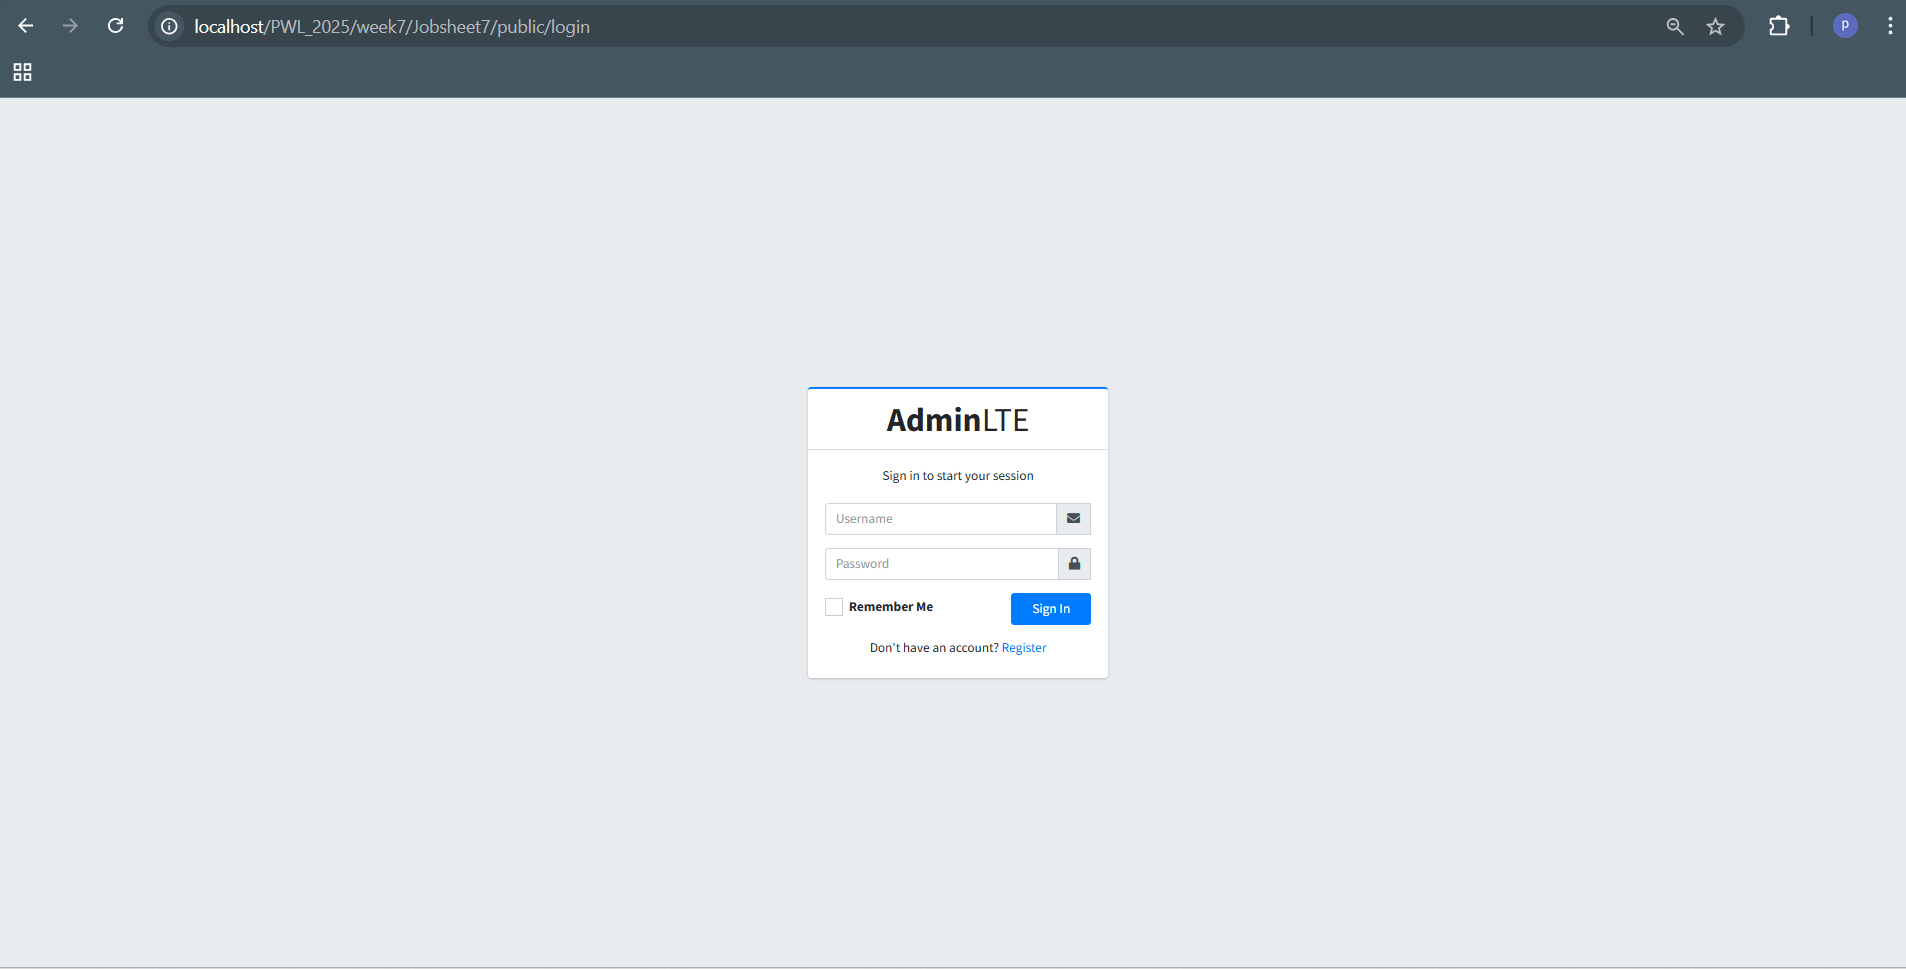 localhost/PWL_2025/week7/Jobsheet7/public/login
p
AdminLTE
Sign in to start your session
Username
Password
Remember Me
Sign In
Don't have an account? Register